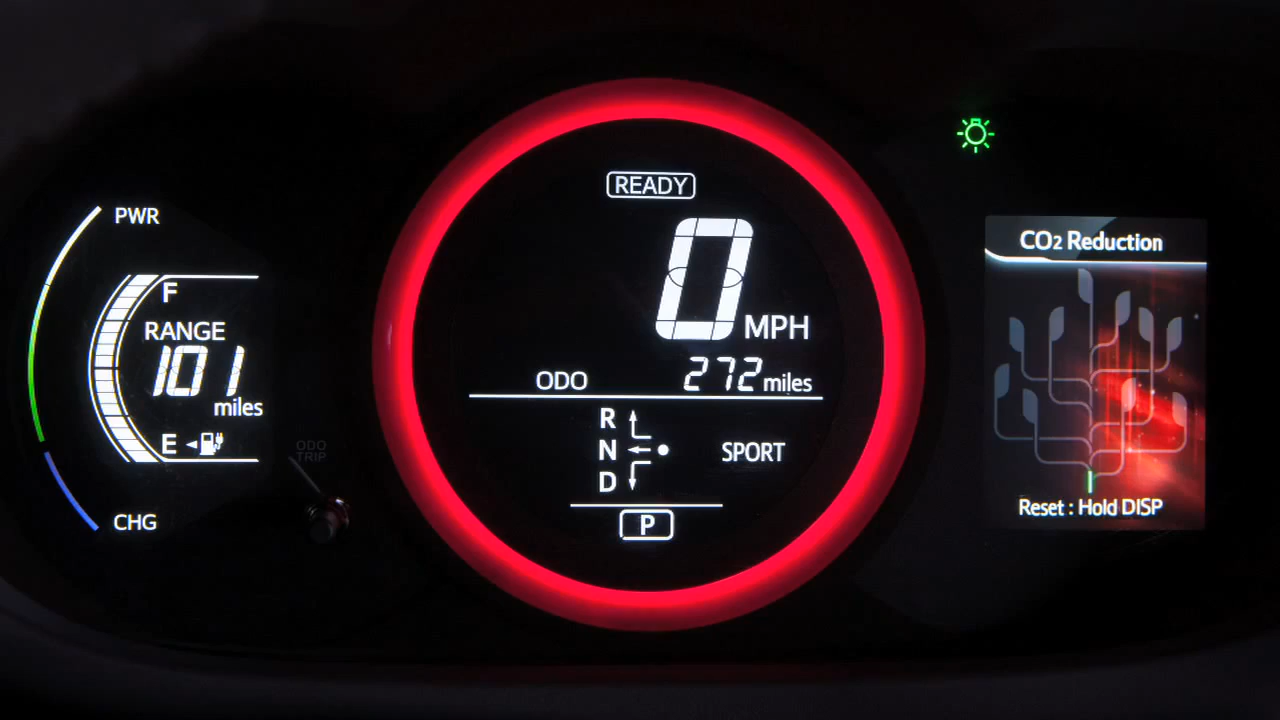 PWR
F
RANGE
101
miles
E
CHG
ODO
TRIP
READY
0 MPH
ODO 272 miles
R
N
D
SPORT
P
CO2 Reduction
Reset : Hold DISP